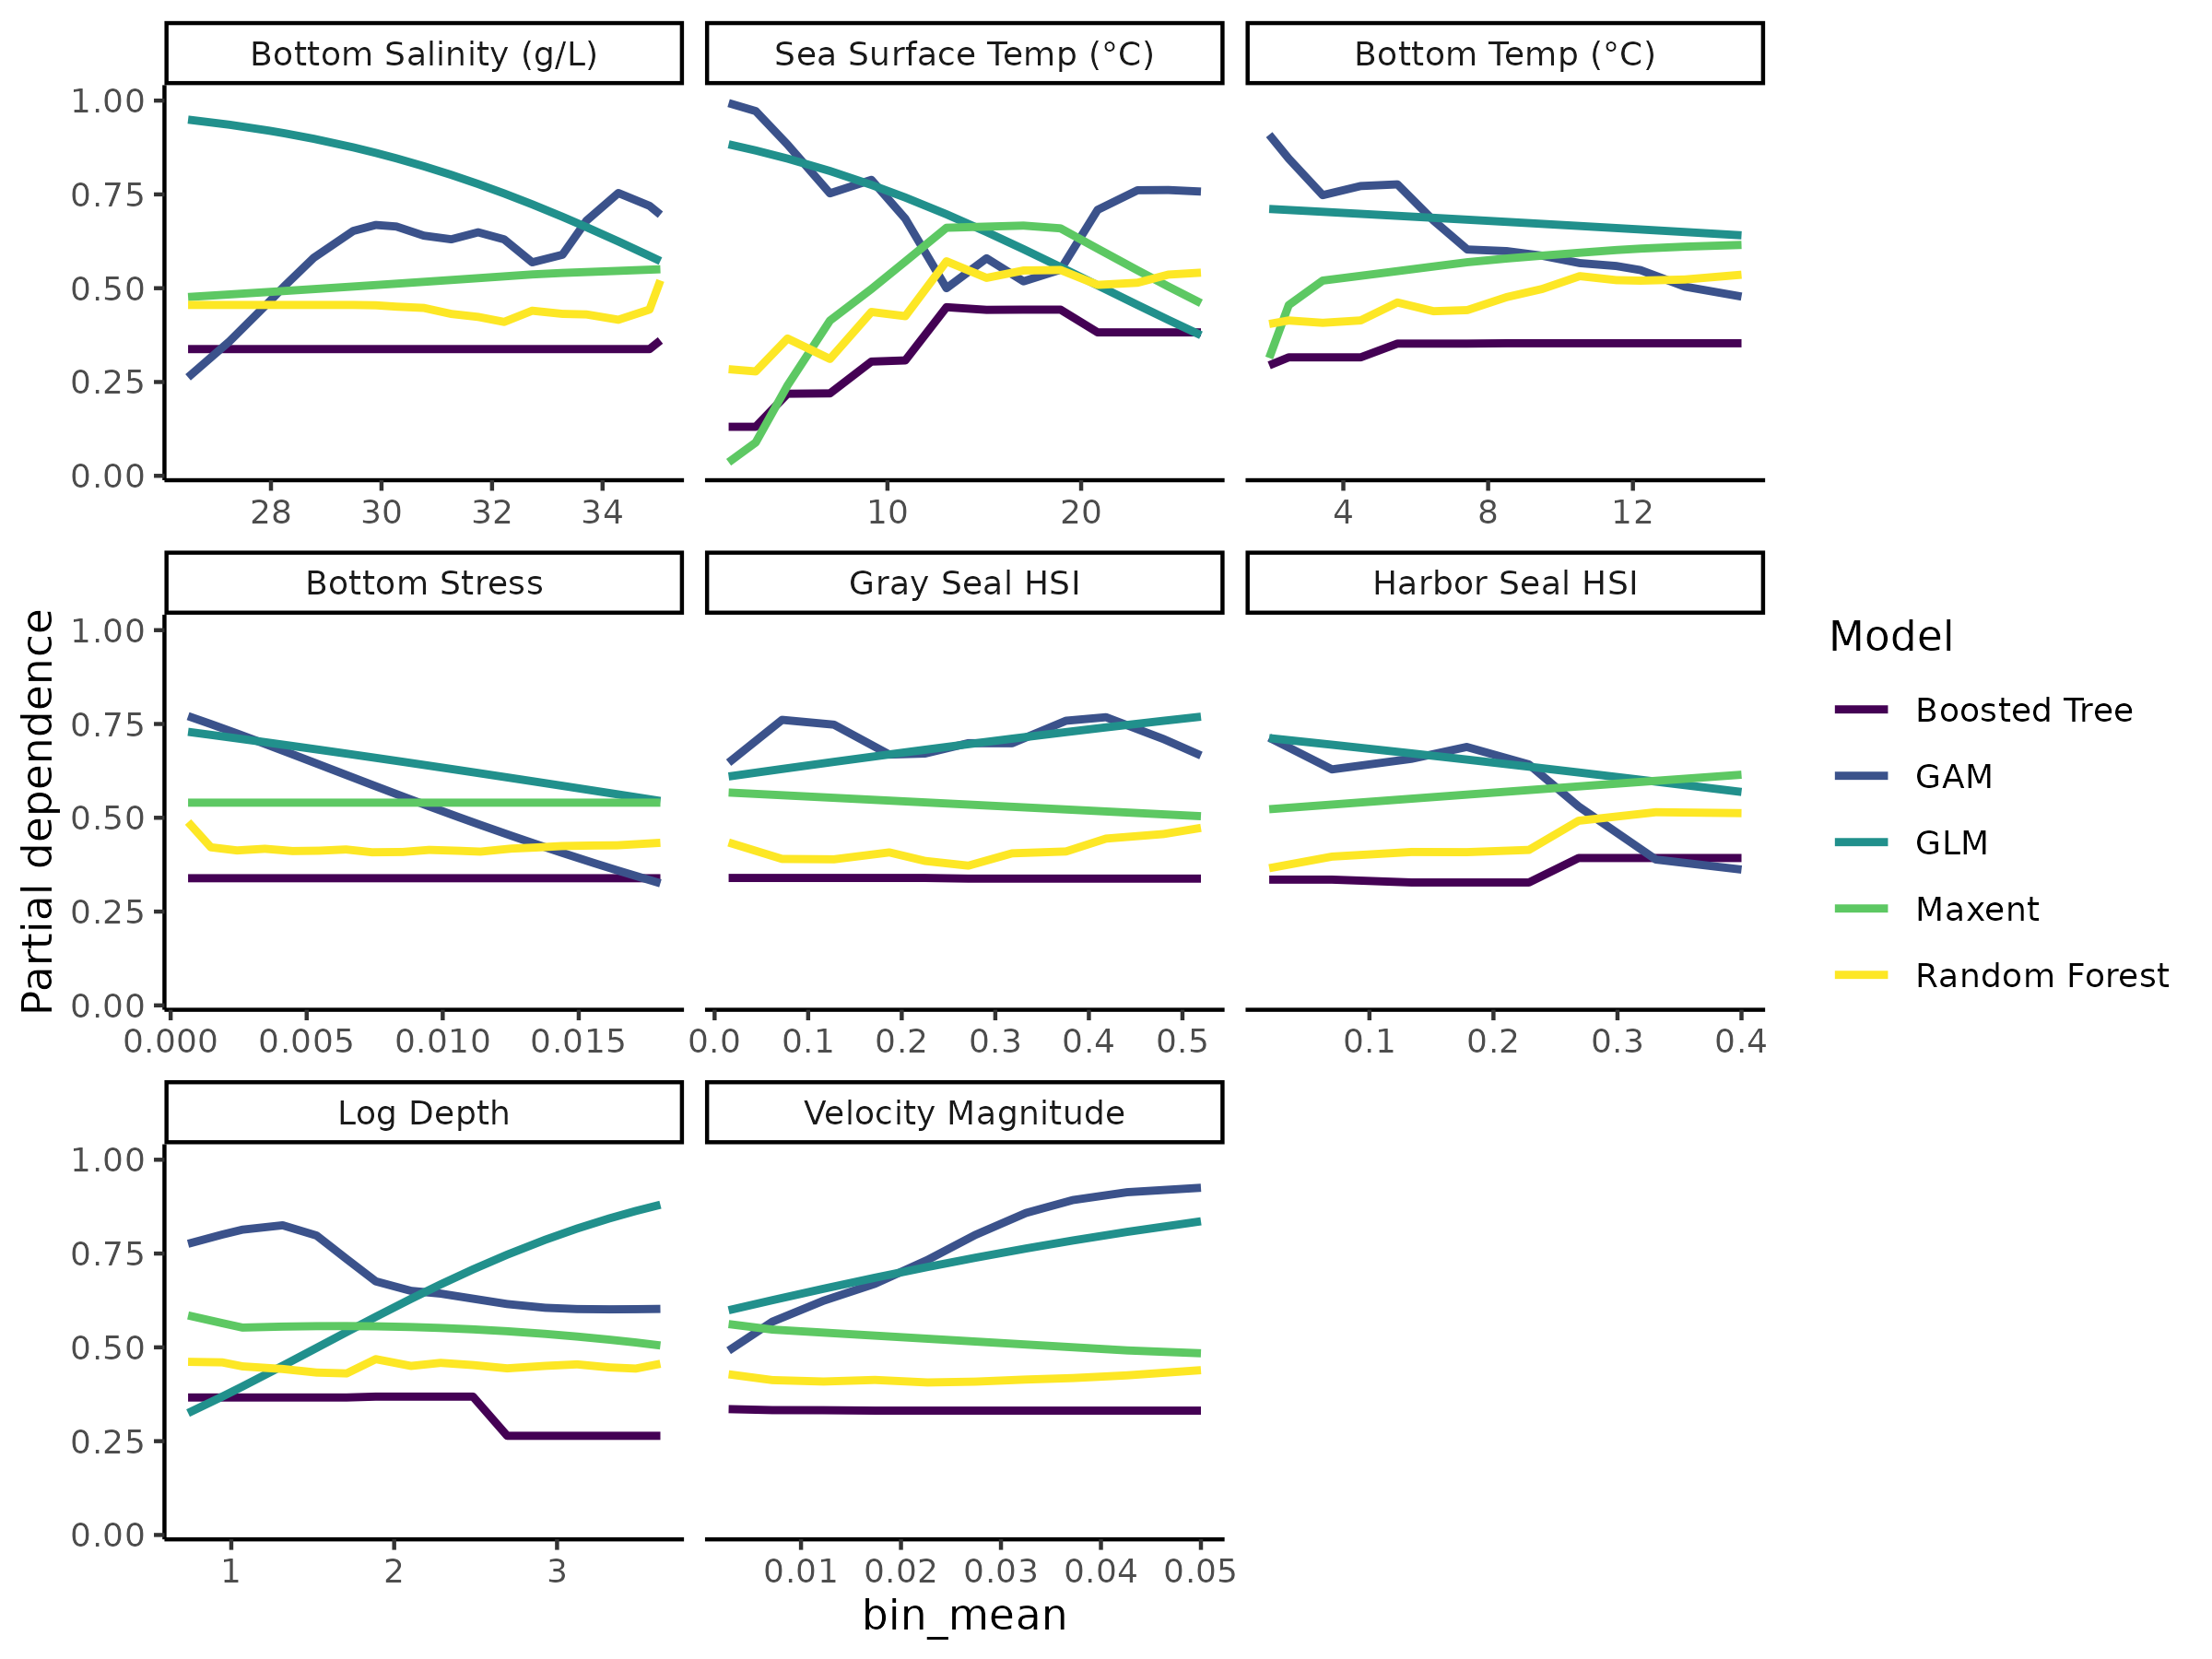 Bottom Salinity (g/L)
Sea Surface Temp (°C)
Bottom Temp (°C)
1.00
0.75
0.50
0.25
0.00
28 30 32 34
10 20
4 8 12
Bottom Stress
Gray Seal HSI
Harbor Seal HSI
1.00
0.75
0.50
0.25
0.00
0.000 0.005 0.010 0.015
0.0 0.1 0.2 0.3 0.4 0.5
0.1 0.2 0.3 0.4
Log Depth
Velocity Magnitude
1.00
0.75
0.50
0.25
0.00
1 2 3
0.01 0.02 0.03 0.04 0.05
Partial dependence
bin_mean
Model
Boosted Tree
GAM
GLM
Maxent
Random Forest